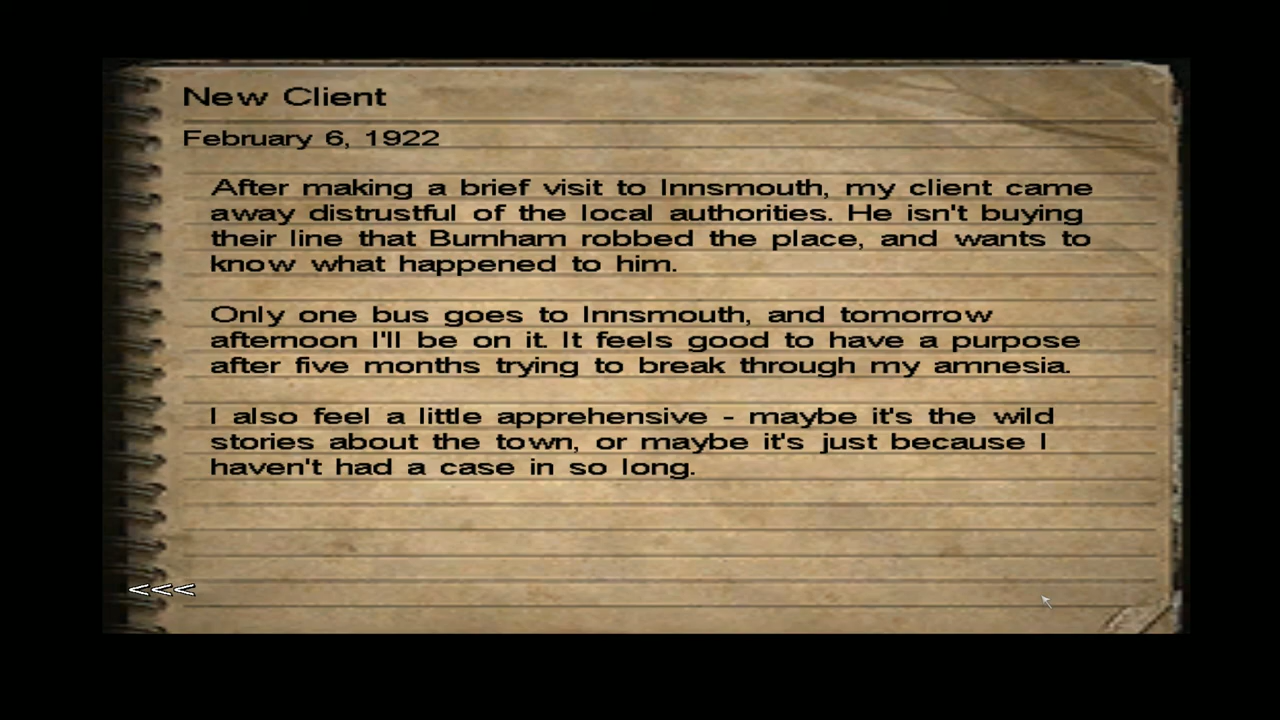 New Client
February 6, 1922
After making a brief visit to Innsmouth, my client came
away distrustful of the local authorities. He isn't buying
their line that Burnham robbed the place, and wants to
know what happened to him.
Only one bus goes to Innsmouth, and tomorrow
afternoon I'll be on it. It feels good to have a purpose
after five months trying to break through my amnesia.
I also feel a little apprehensive - maybe it's the wild
stories about the town, or maybe it's just because I
haven't had a case in so long.
<<<